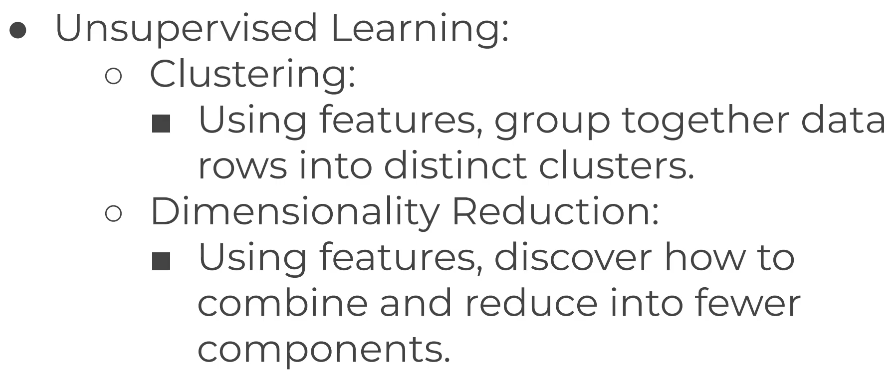 ● Unsupervised Learning:
○ Clustering:
■ Using features, group together data
rows into distinct clusters.
○ Dimensionality Reduction:
■ Using features, discover how to
combine and reduce into fewer
components.